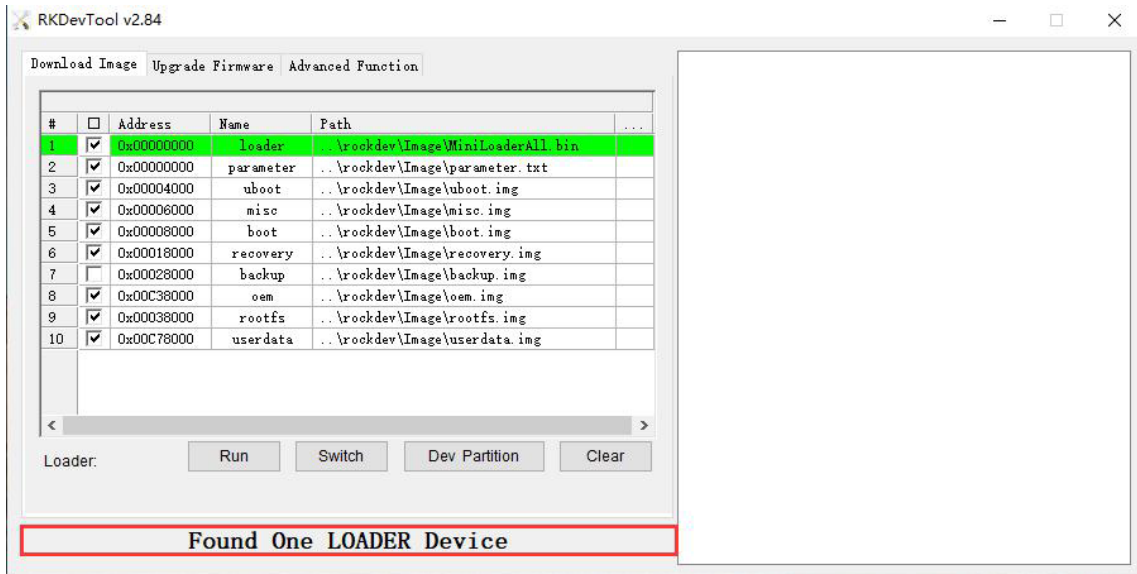 RKDevTool v2.84
Download Image Upgrade Firmware Advanced Function
# Address Name Path ...
1 0x00000000 loader ..\rockdev\Image\MiniLoaderAll.bin
2 0x00000000 parameter ..\rockdev\Image\parameter.txt
3 0x00004000 uboot ..\rockdev\Image\uboot.img
4 0x00006000 misc ..\rockdev\Image\misc.img
5 0x00008000 boot ..\rockdev\Image\boot.img
6 0x00018000 recovery ..\rockdev\Image\recovery.img
7 0x00028000 backup ..\rockdev\Image\backup.img
8 0x00C38000 oem ..\rockdev\Image\oem.img
9 0x00038000 rootfs ..\rockdev\Image\rootfs.img
10 0x00C78000 userdata ..\rockdev\Image\userdata.img
Loader: Run Switch Dev Partition Clear
Found One LOADER Device